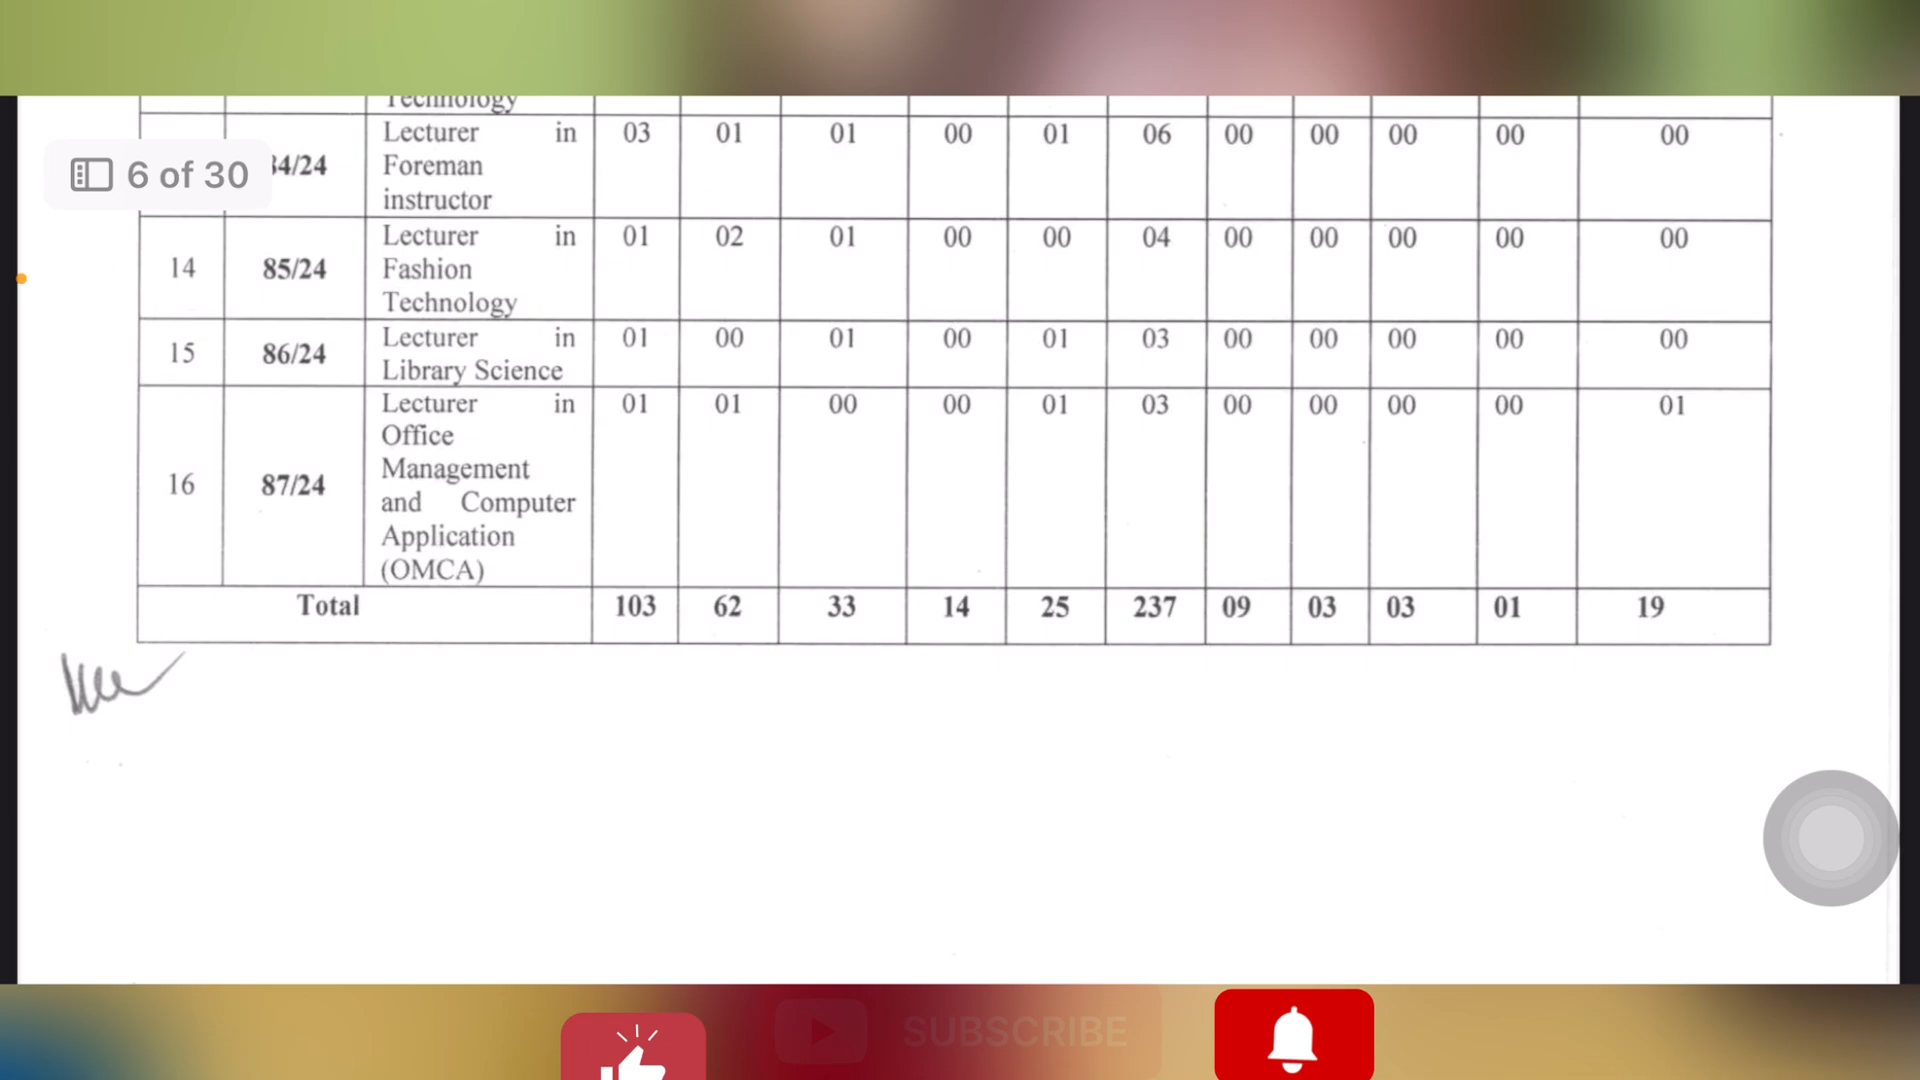 Technology
6 of 30
34/24 Lecturer in 03 01 01 00 01 06 00 00 00 00 00
Foreman
instructor
14 85/24 Lecturer in 01 02 01 00 00 04 00 00 00 00 00
Fashion
Technology
15 86/24 Lecturer in 01 00 01 00 01 03 00 00 00 00 00
Library Science
16 87/24 Lecturer in 01 01 00 00 01 03 00 00 00 00 01
Office
Management
and Computer
Application
(OMCA)
Total 103 62 33 14 25 237 09 03 03 01 19
SUBSCRIBE